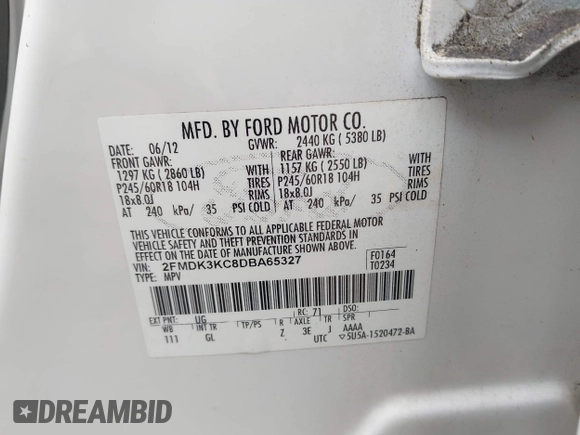 MFD. BY FORD MOTOR CO.
DATE: 06/12 GVWR: 2440 KG ( 5380 LB)
FRONT GAWR: REAR GAWR:
1297 KG ( 2860 LB) WITH 1157 KG ( 2550 LB) WITH
P245/60R18 104H TIRES P245/60R18 104H TIRES
18x8.0J RIMS 18x8.0J RIMS
AT 240 kPa/ 35 PSI COLD AT 240 kPa/ 35 PSI COLD
THIS VEHICLE CONFORMS TO ALL APPLICABLE FEDERAL MOTOR
VEHICLE SAFETY AND THEFT PREVENTION STANDARDS IN
EFFECT ON THE DATE OF MANUFACTURE SHOWN ABOVE.
VIN: 2FMDK3KC8DBA65327 F0164
TYPE: MPV T0234
EXT PNT: UG RC: 71 DSO:
WB INT TR TP/PS R AXLE TR SPR
111 GL Z 3E J AAAA
UTC ▽5U5A-1520472-BA
DREAMBID